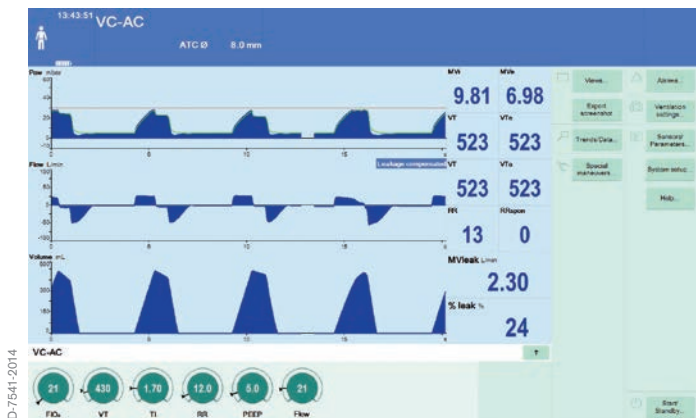 13:43:51 VC-AC
ATC Ø 8.0 mm
Paw mbar
MVi MVe
9.81 6.98
VT VTe
523 523
Flow L/min
Leakage compensated
VT VTe
523 523
RR RRspon
13 0
Volume mL
MVleak L/min
2.30
% leak %
24
Views...
Alarms...
Export screenshot
Ventilation settings...
Trends/Data...
Sensors/ Parameters...
Special maneuvers...
System setup...
Help...
Start/ Standby...
VC-AC
21 430 1.70 12.0 5.0 21
FiO₂ VT Ti RR PEEP Flow
D-7541-2014